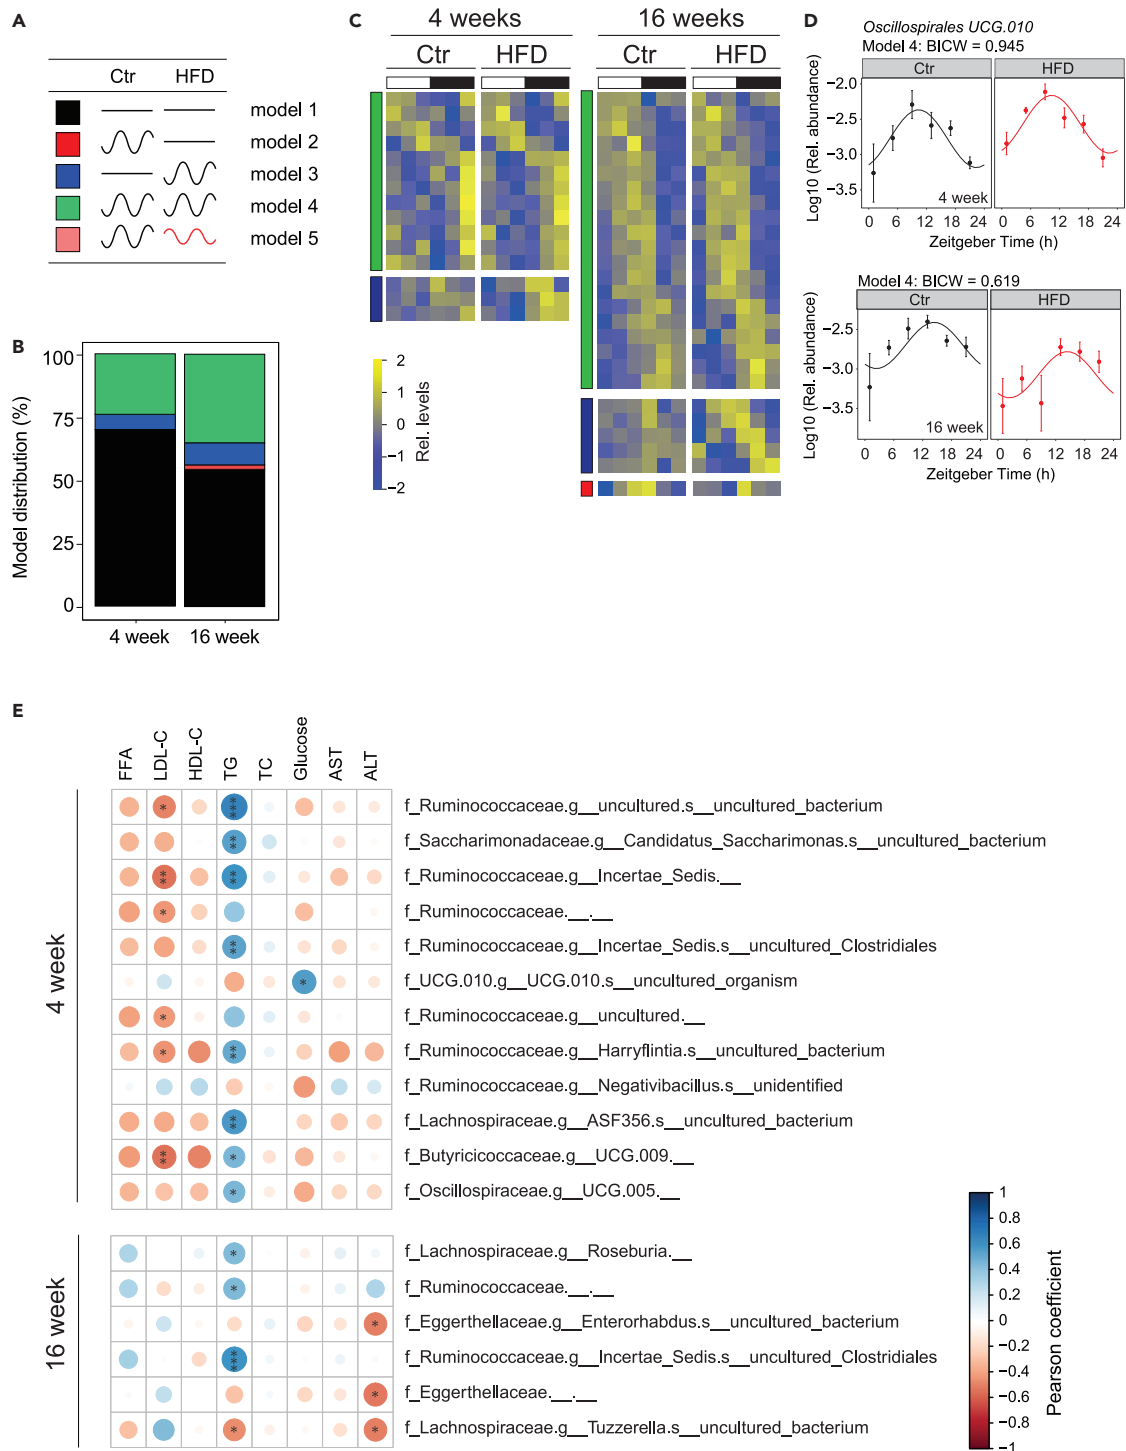 A
Ctr HFD
model 1
model 2
model 3
model 4
model 5
B
Model distribution (%)
100
75
50
25
0
4 week 16 week
C
4 weeks 16 weeks
Ctr HFD Ctr HFD
2
1
0
−1
−2
Rel. levels
D
Oscillospirales UCG.010
Model 4: BICW = 0.945
Ctr HFD
Log10 (Rel. abundance)
−2.0
−2.5
−3.0
−3.5
4 week
0 6 12 18 24 0 6 12 18 24
Zeitgeber Time (h)
Model 4: BICW = 0.619
Ctr HFD
Log10 (Rel. abundance)
−2.5
−3.0
−3.5
16 week
0 6 12 18 24 0 6 12 18 24
Zeitgeber Time (h)
E
FFA LDL-C HDL-C TG TC Glucose AST ALT
4 week
* *** f_Ruminococcaceae.g__uncultured.s__uncultured_bacterium
** f_Saccharimonadaceae.g__Candidatus_Saccharimonas.s__uncultured_bacterium
** ** f_Ruminococcaceae.g__Incertae_Sedis.__
* f_Ruminococcaceae.__.__
** f_Ruminococcaceae.g__Incertae_Sedis.s__uncultured_Clostridiales
* f_UCG.010.g__UCG.010.s__uncultured_organism
* f_Ruminococcaceae.g__uncultured.__
* ** f_Ruminococcaceae.g__Harryflintia.s__uncultured_bacterium
f_Ruminococcaceae.g__Negativibacillus.s__unidentified
** f_Lachnospiraceae.g__ASF356.s__uncultured_bacterium
** * f_Butyricicoccaceae.g__UCG.009.__
* f_Oscillospiraceae.g__UCG.005.__
16 week
* f_Lachnospiraceae.g__Roseburia.__
* f_Ruminococcaceae.__.__
* f_Eggerthellaceae.g__Enterorhabdus.s__uncultured_bacterium
*** f_Ruminococcaceae.g__Incertae_Sedis.s__uncultured_Clostridiales
* f_Eggerthellaceae.__.__
* * f_Lachnospiraceae.g__Tuzzerella.s__uncultured_bacterium
1
0.8
0.6
0.4
0.2
0
−0.2
−0.4
−0.6
−0.8
−1
Pearson coefficient